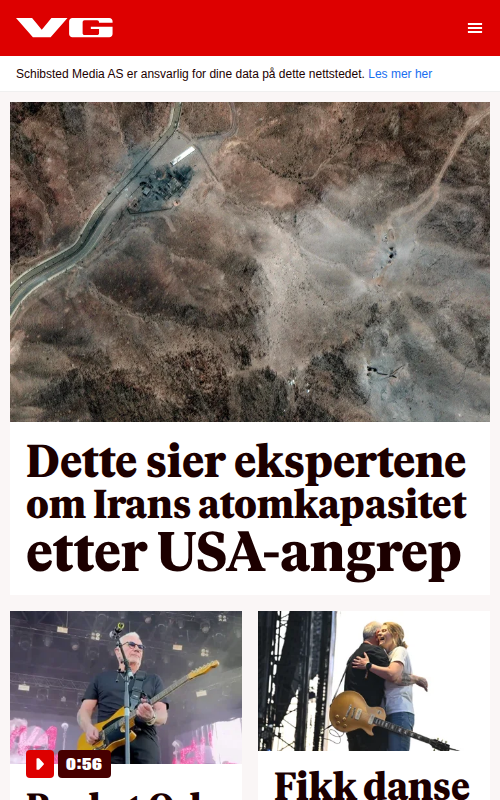 VG
Schibsted Media AS er ansvarlig for dine data på dette nettstedet. Les mer her
Dette sier ekspertene
om Irans atomkapasitet
etter USA-angrep
0:56
Fikk danse